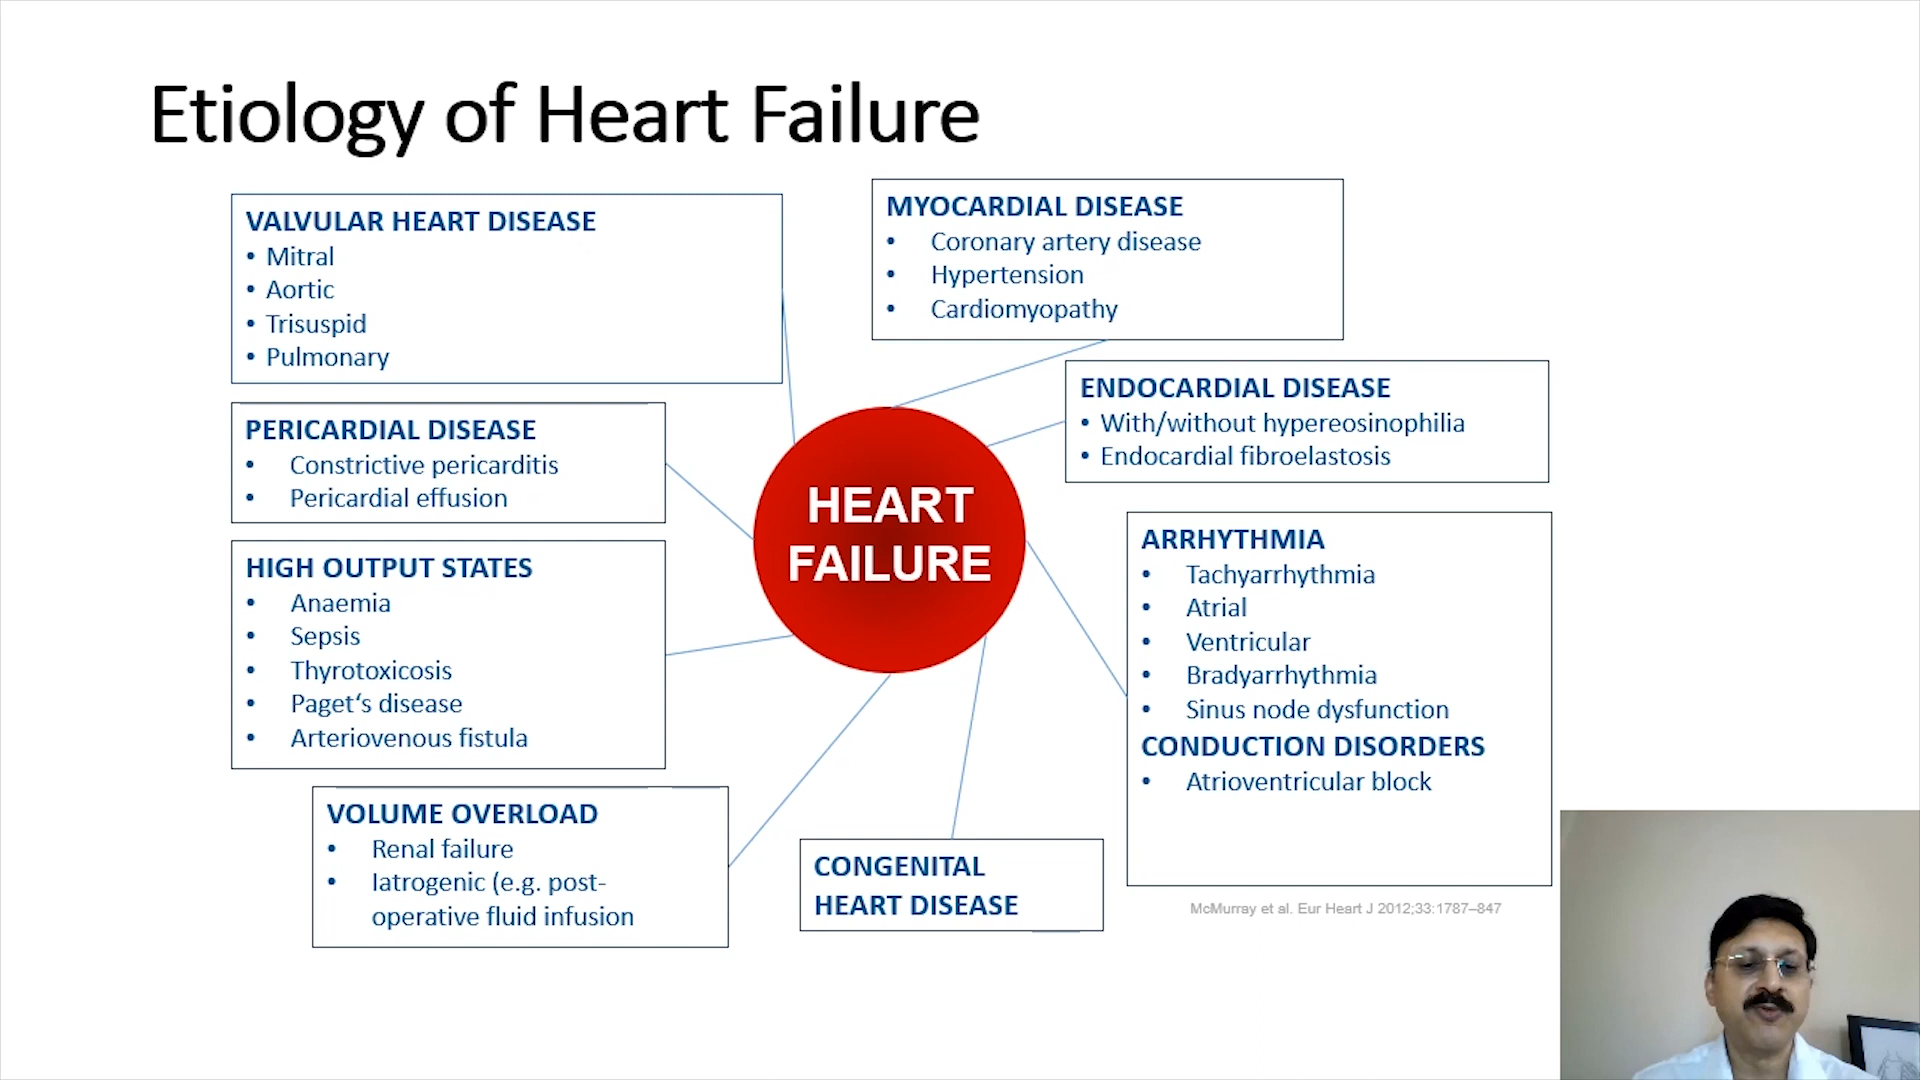 Etiology of Heart Failure
VALVULAR HEART DISEASE
• Mitral
• Aortic
• Trisuspid
• Pulmonary
MYOCARDIAL DISEASE
• Coronary artery disease
• Hypertension
• Cardiomyopathy
ENDOCARDIAL DISEASE
• With/without hypereosinophilia
• Endocardial fibroelastosis
PERICARDIAL DISEASE
• Constrictive pericarditis
• Pericardial effusion
HEART
FAILURE
HIGH OUTPUT STATES
• Anaemia
• Sepsis
• Thyrotoxicosis
• Paget‘s disease
• Arteriovenous fistula
ARRHYTHMIA
• Tachyarrhythmia
• Atrial
• Ventricular
• Bradyarrhythmia
• Sinus node dysfunction
CONDUCTION DISORDERS
• Atrioventricular block
VOLUME OVERLOAD
• Renal failure
• Iatrogenic (e.g. post-
operative fluid infusion
CONGENITAL
HEART DISEASE
McMurray et al. Eur Heart J 2012;33:1787–847